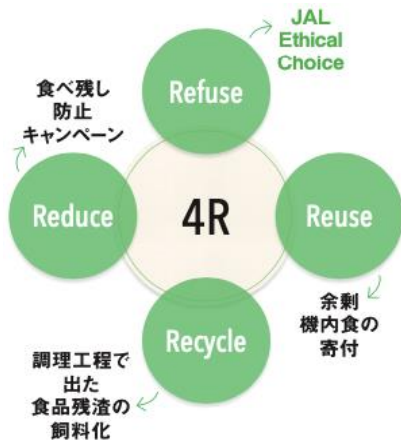 JAL
Ethical
Choice
Refuse
食べ残し
防止
キャンペーン
Reduce
4R
Reuse
余剰
機内食の
寄付
Recycle
調理工程で
出た
食品残渣の
飼料化